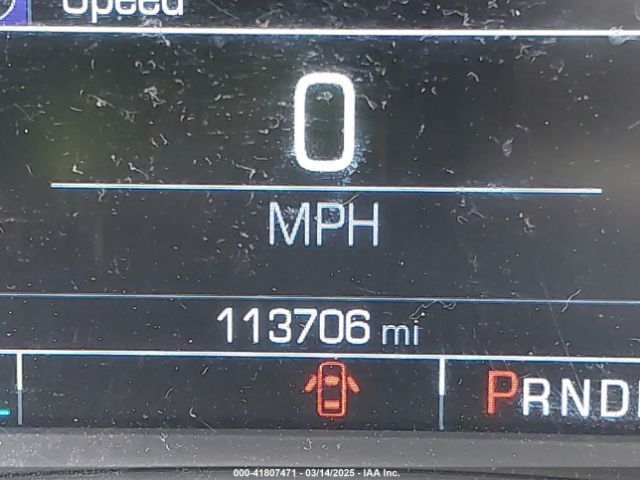 Speed
0
MPH
113706 mi
PRND
000-41807471 - 03/14/2025 - IAA Inc.